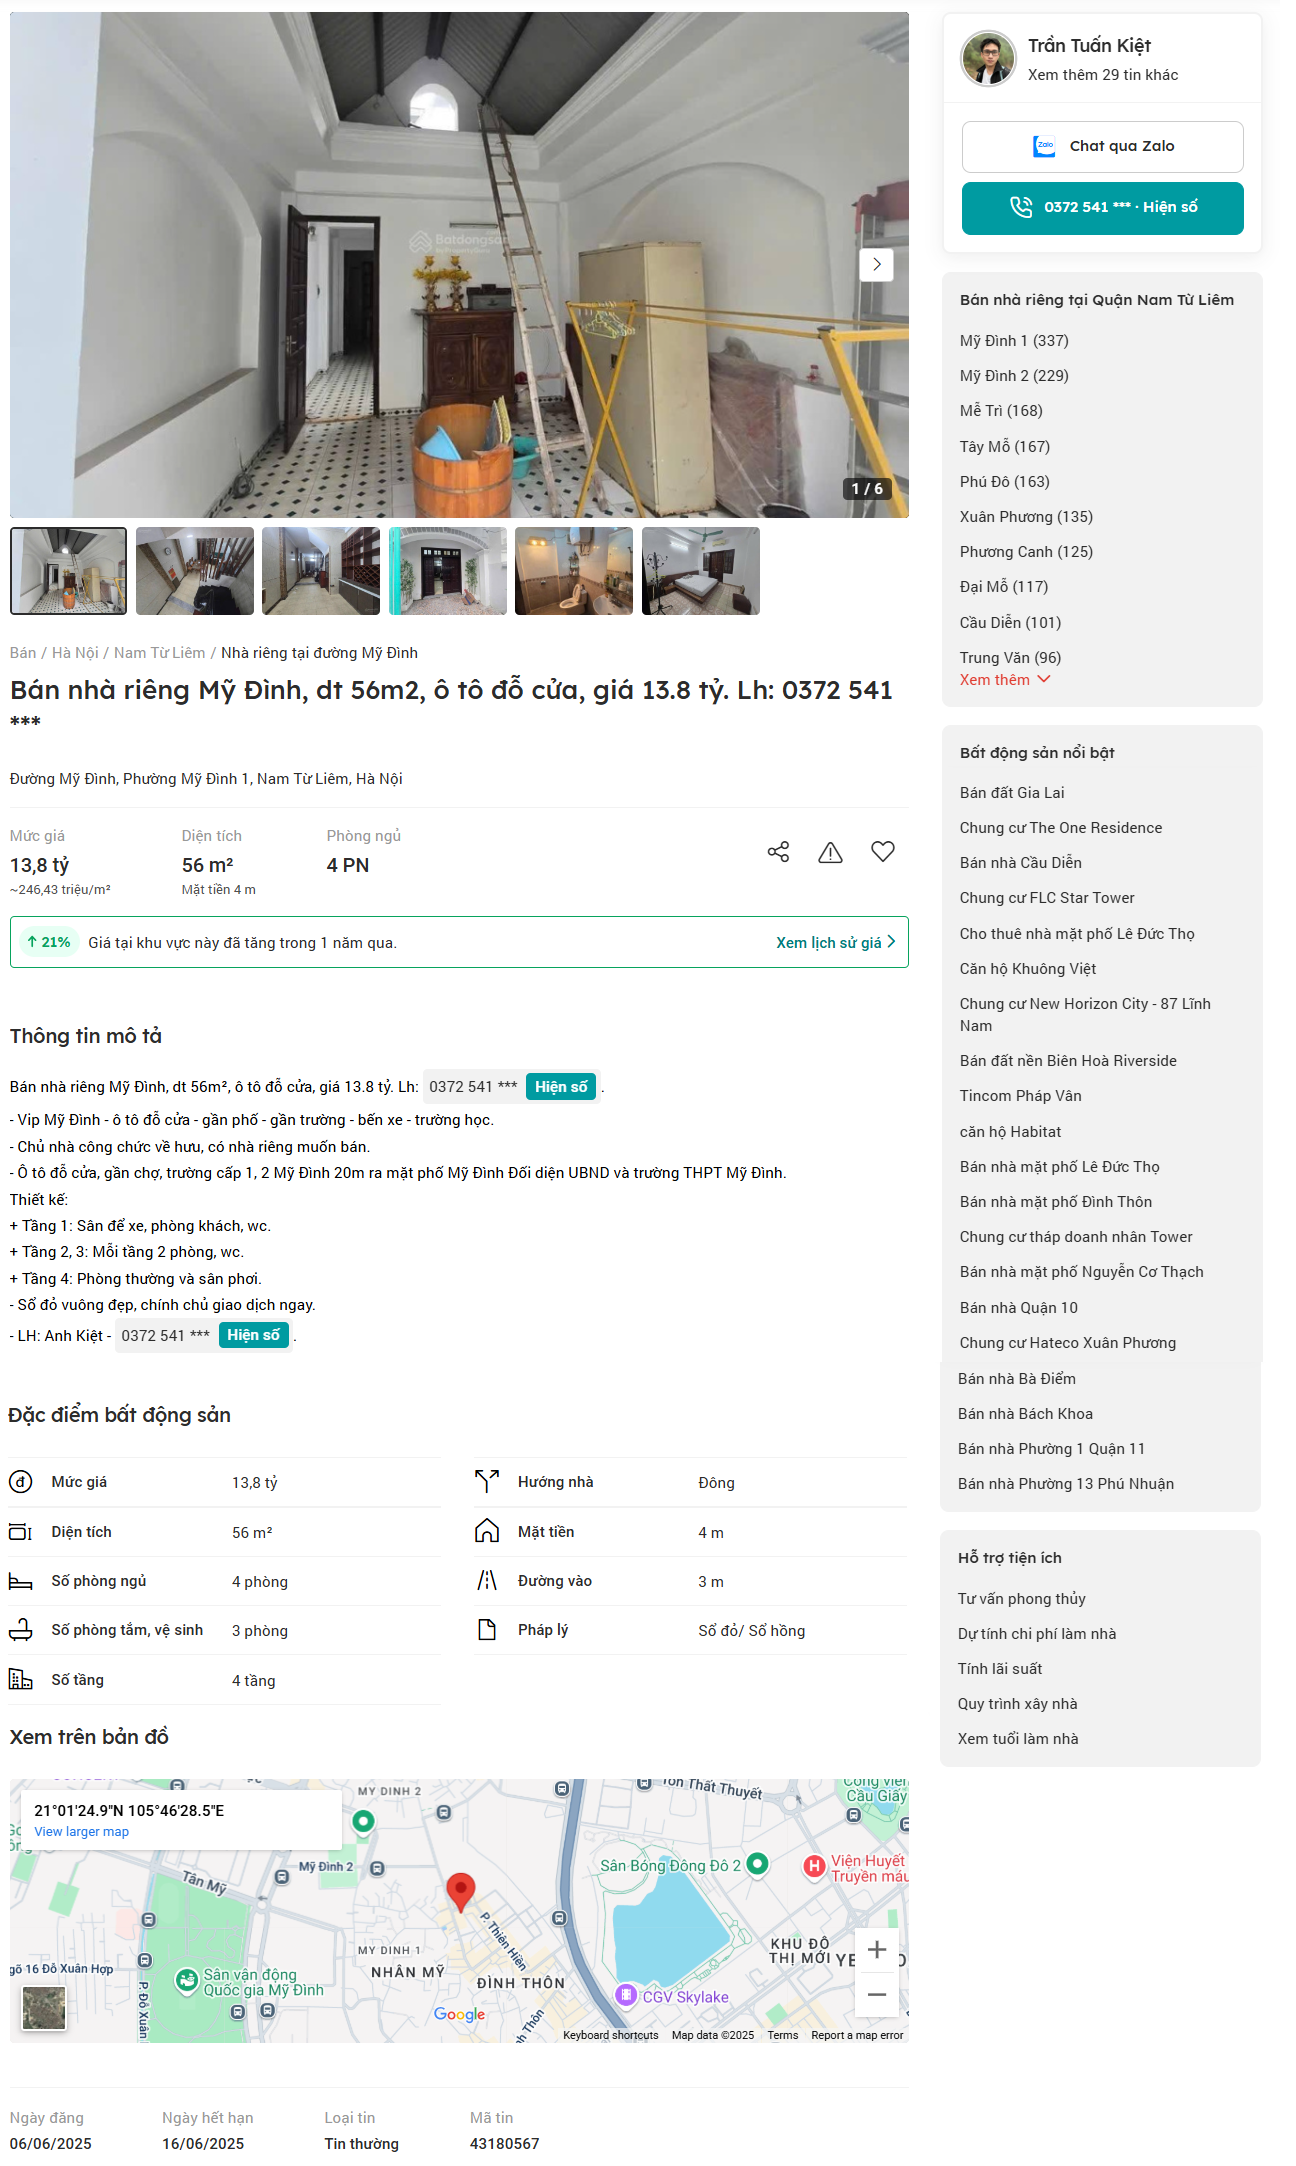 Batdongsan
1 / 6
Bán / Hà Nội / Nam Từ Liêm / Nhà riêng tại đường Mỹ Đình
Bán nhà riêng Mỹ Đình, dt 56m2, ô tô đỗ cửa, giá 13.8 tỷ. Lh: 0372 541
***
Đường Mỹ Đình, Phường Mỹ Đình 1, Nam Từ Liêm, Hà Nội
Mức giá
13,8 tỷ
~246,43 triệu/m²
Diện tích
56 m²
Mặt tiền 4 m
Phòng ngủ
4 PN
21% Giá tại khu vực này đã tăng trong 1 năm qua.
Xem lịch sử giá
Thông tin mô tả
Bán nhà riêng Mỹ Đình, dt 56m², ô tô đỗ cửa, giá 13.8 tỷ. Lh: 0372 541 *** Hiện số .
- Vip Mỹ Đình - ô tô đỗ cửa - gần phố - gần trường - bến xe - trường học.
- Chủ nhà công chức về hưu, có nhà riêng muốn bán.
- Ô tô đỗ cửa, gần chợ, trường cấp 1, 2 Mỹ Đình 20m ra mặt phố Mỹ Đình Đối diện UBND và trường THPT Mỹ Đình.
Thiết kế:
+ Tầng 1: Sân để xe, phòng khách, wc.
+ Tầng 2, 3: Mỗi tầng 2 phòng, wc.
+ Tầng 4: Phòng thường và sân phơi.
- Sổ đỏ vuông đẹp, chính chủ giao dịch ngay.
- LH: Anh Kiệt - 0372 541 *** Hiện số .
Đặc điểm bất động sản
Mức giá 13,8 tỷ
Diện tích 56 m²
Số phòng ngủ 4 phòng
Số phòng tắm, vệ sinh 3 phòng
Số tầng 4 tầng
Hướng nhà Đông
Mặt tiền 4 m
Đường vào 3 m
Pháp lý Sổ đỏ/ Sổ hồng
Xem trên bản đồ
21°01'24.9"N 105°46'28.5"E
View larger map
MY DINH 2
Tôn Thất Thuyết
Công viên
Cầu Giấy
Mỹ Đình 2
Tân Mỹ
Sân Bóng Đông Đô 2
Viện Huyết
Truyền máu
P. Thiên Hiền
MY DINH 1
NHÂN MỸ
ĐÌNH THÔN
KHU ĐÔ
THỊ MỚI
gõ 16 Đỗ Xuân Hợp
P. Đỗ Xuân
Sân vận động
Quốc gia Mỹ Đình
CGV Skylake
Google
Keyboard shortcuts Map data ©2025 Terms Report a map error
Ngày đăng
06/06/2025
Ngày hết hạn
16/06/2025
Loại tin
Tin thường
Mã tin
43180567
Trần Tuấn Kiệt
Xem thêm 29 tin khác
Zalo
Chat qua Zalo
0372 541 *** · Hiện số
Bán nhà riêng tại Quận Nam Từ Liêm
Mỹ Đình 1 (337)
Mỹ Đình 2 (229)
Mễ Trì (168)
Tây Mỗ (167)
Phú Đô (163)
Xuân Phương (135)
Phương Canh (125)
Đại Mỗ (117)
Cầu Diễn (101)
Trung Văn (96)
Xem thêm
Bất động sản nổi bật
Bán đất Gia Lai
Chung cư The One Residence
Bán nhà Cầu Diễn
Chung cư FLC Star Tower
Cho thuê nhà mặt phố Lê Đức Thọ
Căn hộ Khuông Việt
Chung cư New Horizon City - 87 Lĩnh
Nam
Bán đất nền Biên Hoà Riverside
Tincom Pháp Vân
căn hộ Habitat
Bán nhà mặt phố Lê Đức Thọ
Bán nhà mặt phố Đình Thôn
Chung cư tháp doanh nhân Tower
Bán nhà mặt phố Nguyễn Cơ Thạch
Bán nhà Quận 10
Chung cư Hateco Xuân Phương
Bán nhà Bà Điểm
Bán nhà Bách Khoa
Bán nhà Phường 1 Quận 11
Bán nhà Phường 13 Phú Nhuận
Hỗ trợ tiện ích
Tư vấn phong thủy
Dự tính chi phí làm nhà
Tính lãi suất
Quy trình xây nhà
Xem tuổi làm nhà